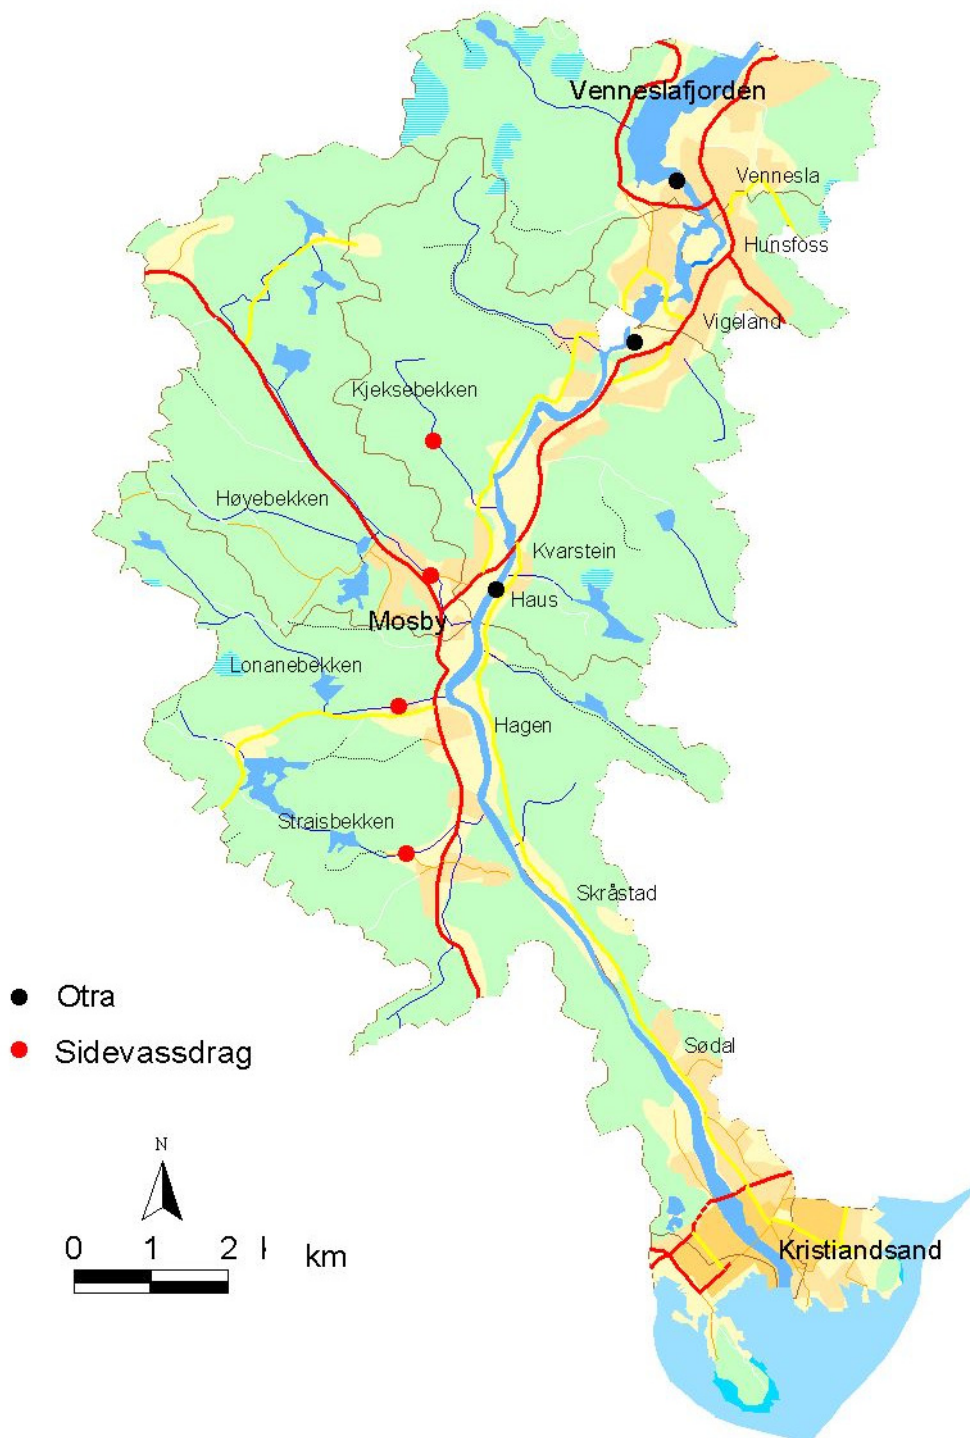 Venneslafjorden
Vennesla
Hunsfoss
Vigeland
Kjeksebekken
Høyebekken
Kvarstein
Haus
Mosby
Lonanebekken
Hagen
Straisbekken
Skråstad
Otra
Sidevassdrag
Sødal
N
0 1 2 km
Kristiandsand